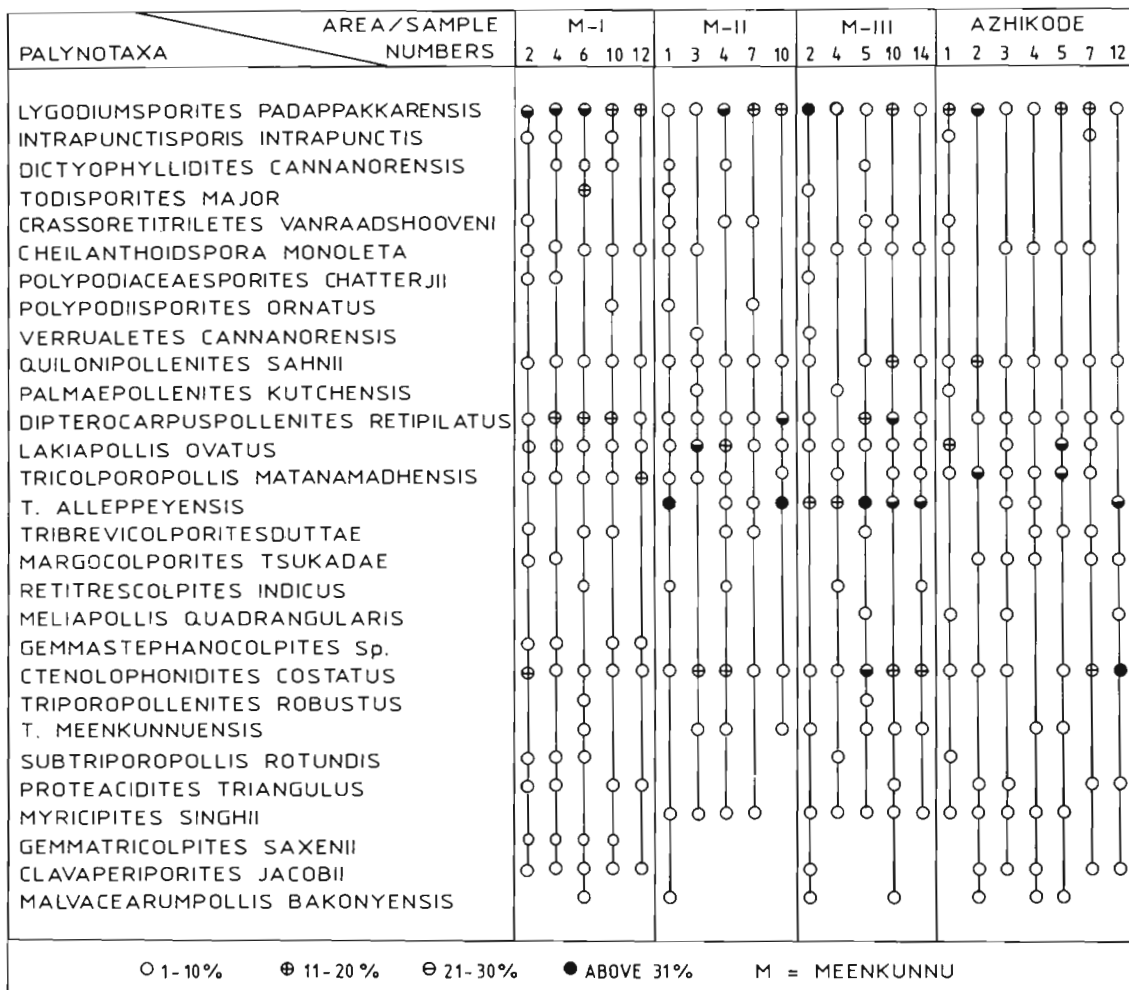 AREA/SAMPLE NUMBERS M-I M-II M-III AZHIKODE
PALYNOTAXA 2 4 6 10 12 1 3 4 7 10 2 4 5 10 14 1 2 3 4 5 7 12
LYGODIUMSPORITES PADAPPAKKARENSIS
INTRAPUNCTISPORIS INTRAPUNCTIS
DICTYOPHYLLIDITES CANNANORENSIS
TODISPORITES MAJOR
CRASSORETITRILETES VANRAADSHOOVENI
CHEILANTHOIDSPORA MONOLETA
POLYPODIACEAESPORITES CHATTERJII
POLYPODIISPORITES ORNATUS
VERRUALETES CANNANORENSIS
QUILONIPOLLENITES SAHNII
PALMAEPOLLENITES KUTCHENSIS
DIPTEROCARPUSPOLLENITES RETIPILATUS
LAKIAPOLLIS OVATUS
TRICOLPOROPOLLIS MATANAMADHENSIS
T. ALLEPPEYENSIS
TRIBREVICOLPORITESDUTTAE
MARGOCOLPORITES TSUKADAE
RETITRESCOLPITES INDICUS
MELIAPOLLIS QUADRANGULARIS
GEMMASTEPHANOCOLPITES Sp.
CTENOLOPHONIDITES COSTATUS
TRIPOROPOLLENITES ROBUSTUS
T. MEENKUNNUENSIS
SUBTRIPOROPOLLIS ROTUNDIS
PROTEACIDITES TRIANGULUS
MYRICIPITES SINGHII
GEMMATRICOLPITES SAXENII
CLAVAPERIPORITES JACOBII
MALVACEARUMPOLLIS BAKONYENSIS
1-10% 11-20% 21-30% ABOVE 31% M = MEENKUNNU